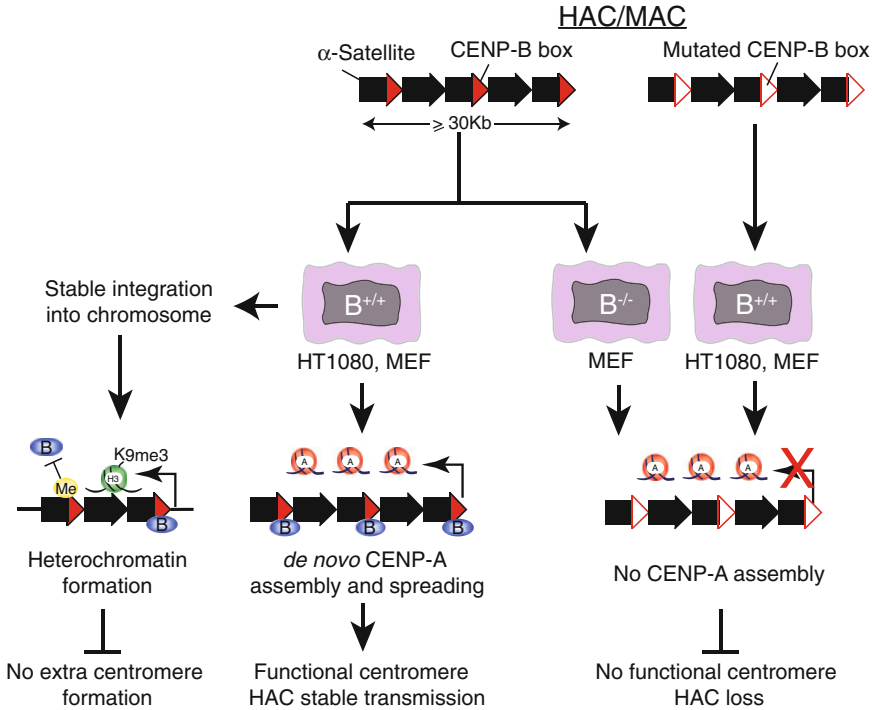 HAC/MAC
α-Satellite
CENP-B box
Mutated CENP-B box
⩾ 30Kb
B+/+
B-/-
B+/+
Stable integration
into chromosome
HT1080, MEF
MEF
HT1080, MEF
B
K9me3
H3
Me
B
A
A
A
B
B
B
A
A
A
X
Heterochromatin
formation
de novo CENP-A
assembly and spreading
No CENP-A assembly
No extra centromere
formation
Functional centromere
HAC stable transmission
No functional centromere
HAC loss